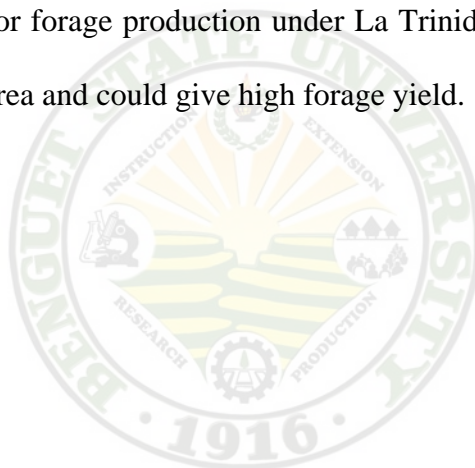 or forage production under La Trinid
rea and could give high forage yield.
BENGUET STATE UNIVERSITY
INSTRUCTION
EXTENSION
RESEARCH
PRODUCTION
· 1916 ·